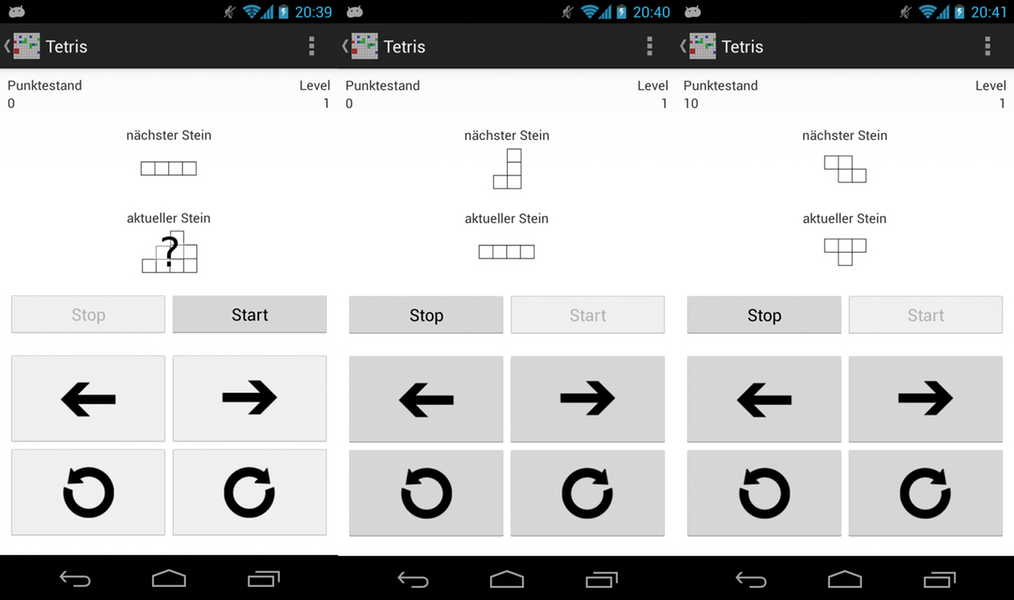 20:39
Tetris
Punktestand
Level
0
1
nächster Stein
aktueller Stein
?
Stop
Start
20:40
Tetris
Punktestand
Level
0
1
nächster Stein
aktueller Stein
Stop
Start
20:41
Tetris
Punktestand
Level
10
1
nächster Stein
aktueller Stein
Stop
Start